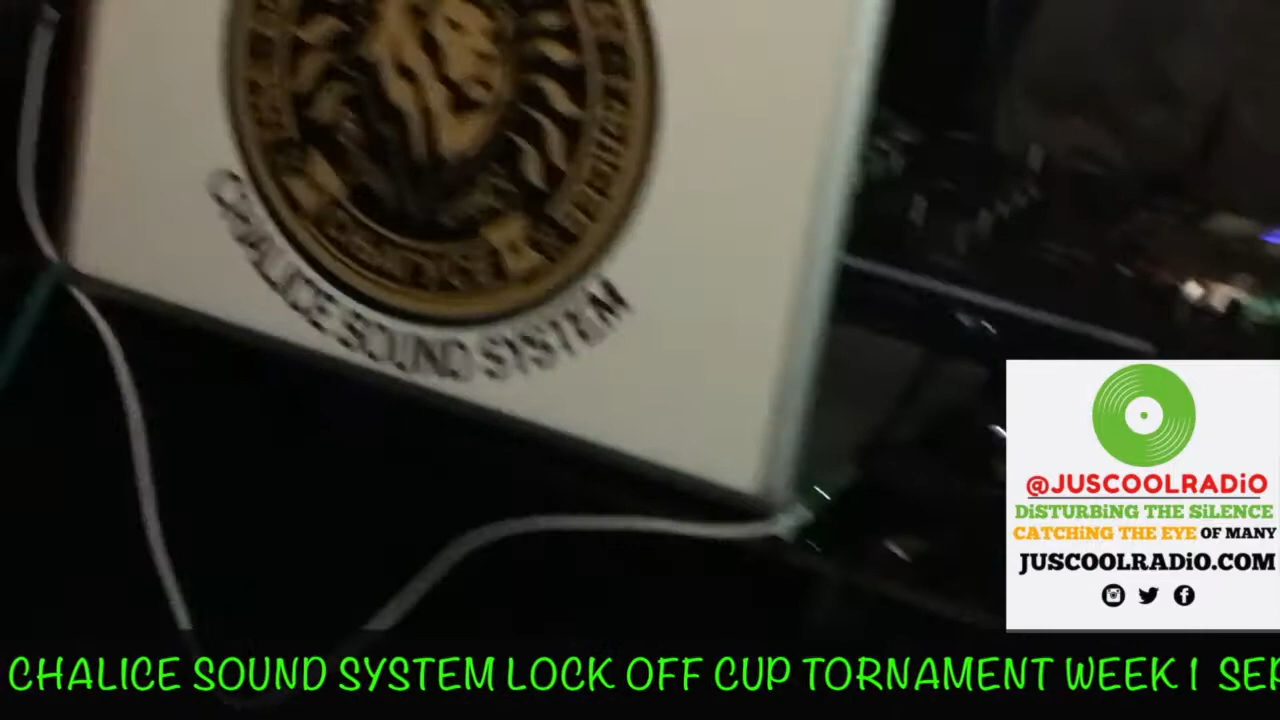 CHALICE SOUND SYSTEM
@JUSCOOLRADiO
DiSTURBiNG THE SiLENCE
CATCHiNG THE EYE OF MANY
JUSCOOLRADiO.COM
CHALICE SOUND SYSTEM LOCK OFF CUP TORNAMENT WEEK 1 SEP